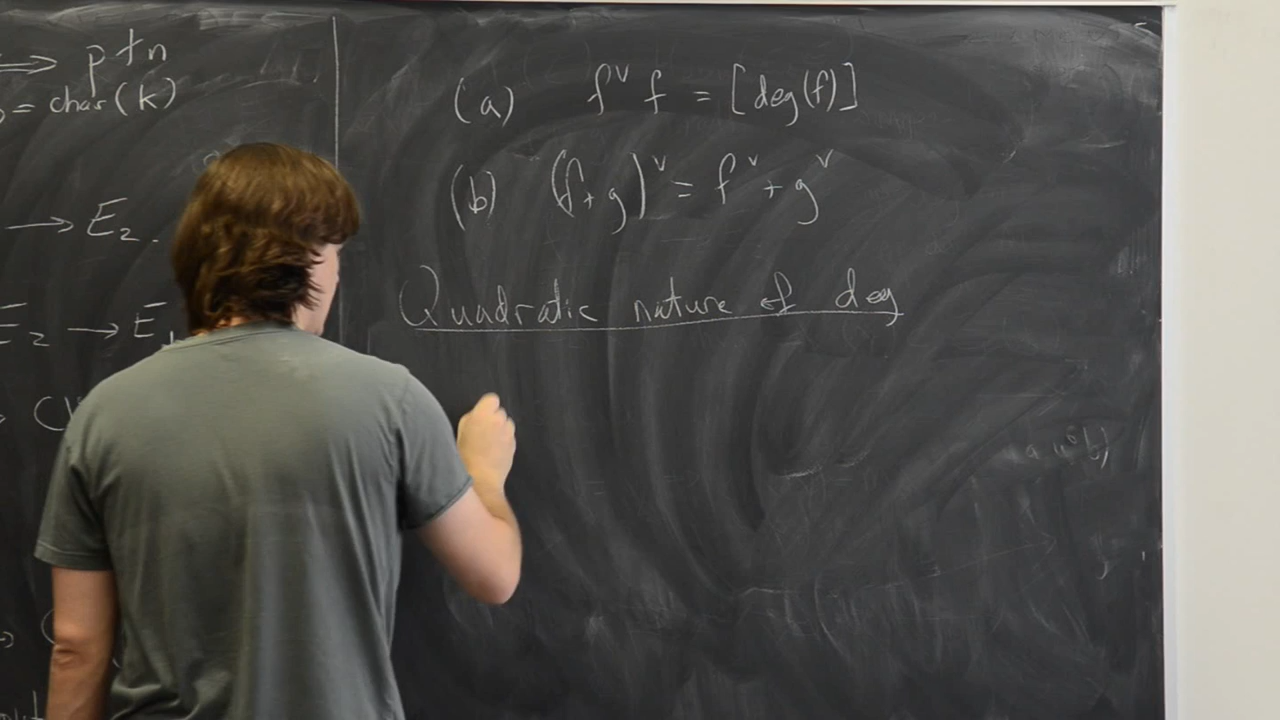 ⟹ p∤n
p = char(k)
⟶ E₂.
E₂ ⟶ E₁
(a) f^∨ f = [deg(f)]
(b) (f+g)^∨ = f^∨ + g^∨
Quadratic nature of deg